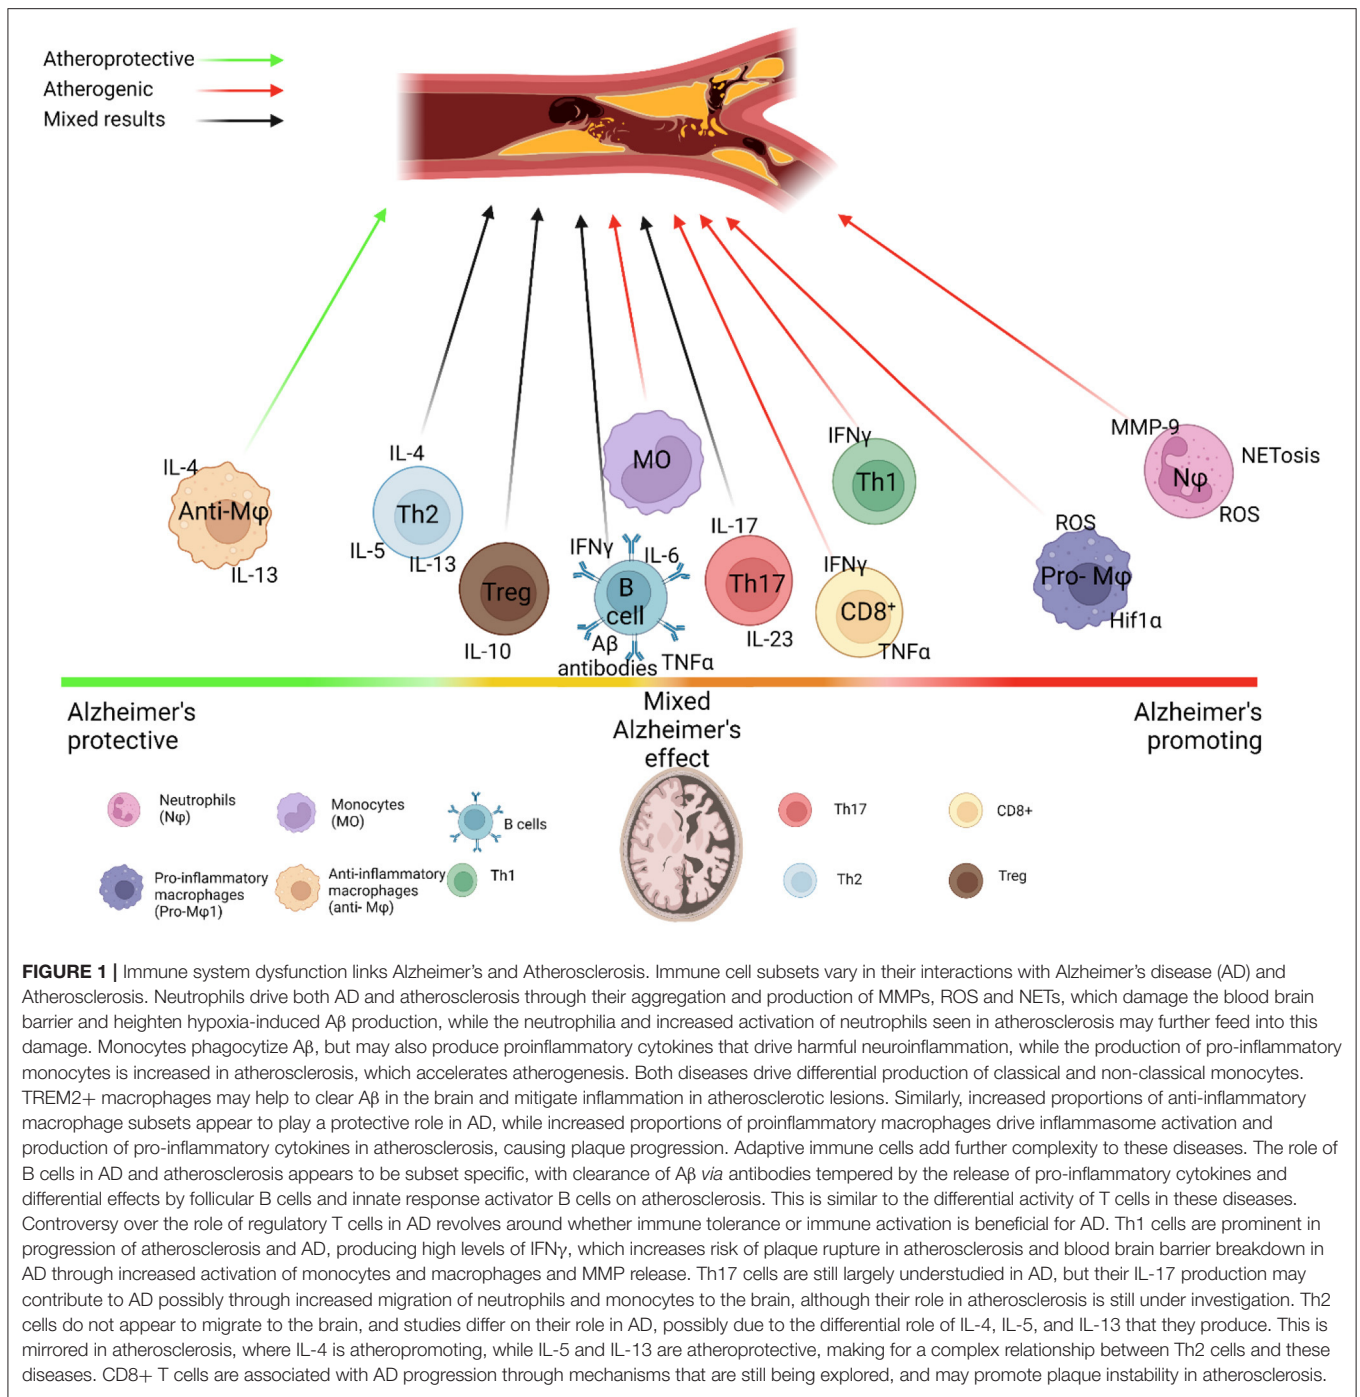 Atheroprotective
Atherogenic
Mixed results
IL-4
Anti-Mφ
IL-13
IL-4
Th2
IL-5
IL-13
Treg
IL-10
IFNγ
IL-6
B
cell
Aβ
antibodies
TNFα
MO
IL-17
Th17
IL-23
IFNγ
Th1
IFNγ
CD8⁺
TNFα
ROS
Pro- Mφ
Hif1α
MMP-9
NETosis
Nφ
ROS
Alzheimer's
protective
Mixed
Alzheimer's
effect
Alzheimer's
promoting
Neutrophils
(Nφ)
Monocytes
(MO)
B cells
Th17
CD8+
Pro-inflammatory
macrophages
(Pro-Mφ1)
Anti-inflammatory
macrophages
(anti- Mφ)
Th1
Th2
Treg
FIGURE 1 | Immune system dysfunction links Alzheimer's and Atherosclerosis. Immune cell subsets vary in their interactions with Alzheimer's disease (AD) and
Atherosclerosis. Neutrophils drive both AD and atherosclerosis through their aggregation and production of MMPs, ROS and NETs, which damage the blood brain
barrier and heighten hypoxia-induced Aβ production, while the neutrophilia and increased activation of neutrophils seen in atherosclerosis may further feed into this
damage. Monocytes phagocytize Aβ, but may also produce proinflammatory cytokines that drive harmful neuroinflammation, while the production of pro-inflammatory
monocytes is increased in atherosclerosis, which accelerates atherogenesis. Both diseases drive differential production of classical and non-classical monocytes.
TREM2+ macrophages may help to clear Aβ in the brain and mitigate inflammation in atherosclerotic lesions. Similarly, increased proportions of anti-inflammatory
macrophage subsets appear to play a protective role in AD, while increased proportions of proinflammatory macrophages drive inflammasome activation and
production of pro-inflammatory cytokines in atherosclerosis, causing plaque progression. Adaptive immune cells add further complexity to these diseases. The role of
B cells in AD and atherosclerosis appears to be subset specific, with clearance of Aβ via antibodies tempered by the release of pro-inflammatory cytokines and
differential effects by follicular B cells and innate response activator B cells on atherosclerosis. This is similar to the differential activity of T cells in these diseases.
Controversy over the role of regulatory T cells in AD revolves around whether immune tolerance or immune activation is beneficial for AD. Th1 cells are prominent in
progression of atherosclerosis and AD, producing high levels of IFNγ, which increases risk of plaque rupture in atherosclerosis and blood brain barrier breakdown in
AD through increased activation of monocytes and macrophages and MMP release. Th17 cells are still largely understudied in AD, but their IL-17 production may
contribute to AD possibly through increased migration of neutrophils and monocytes to the brain, although their role in atherosclerosis is still under investigation. Th2
cells do not appear to migrate to the brain, and studies differ on their role in AD, possibly due to the differential role of IL-4, IL-5, and IL-13 that they produce. This is
mirrored in atherosclerosis, where IL-4 is atheropromoting, while IL-5 and IL-13 are atheroprotective, making for a complex relationship between Th2 cells and these
diseases. CD8+ T cells are associated with AD progression through mechanisms that are still being explored, and may promote plaque instability in atherosclerosis.